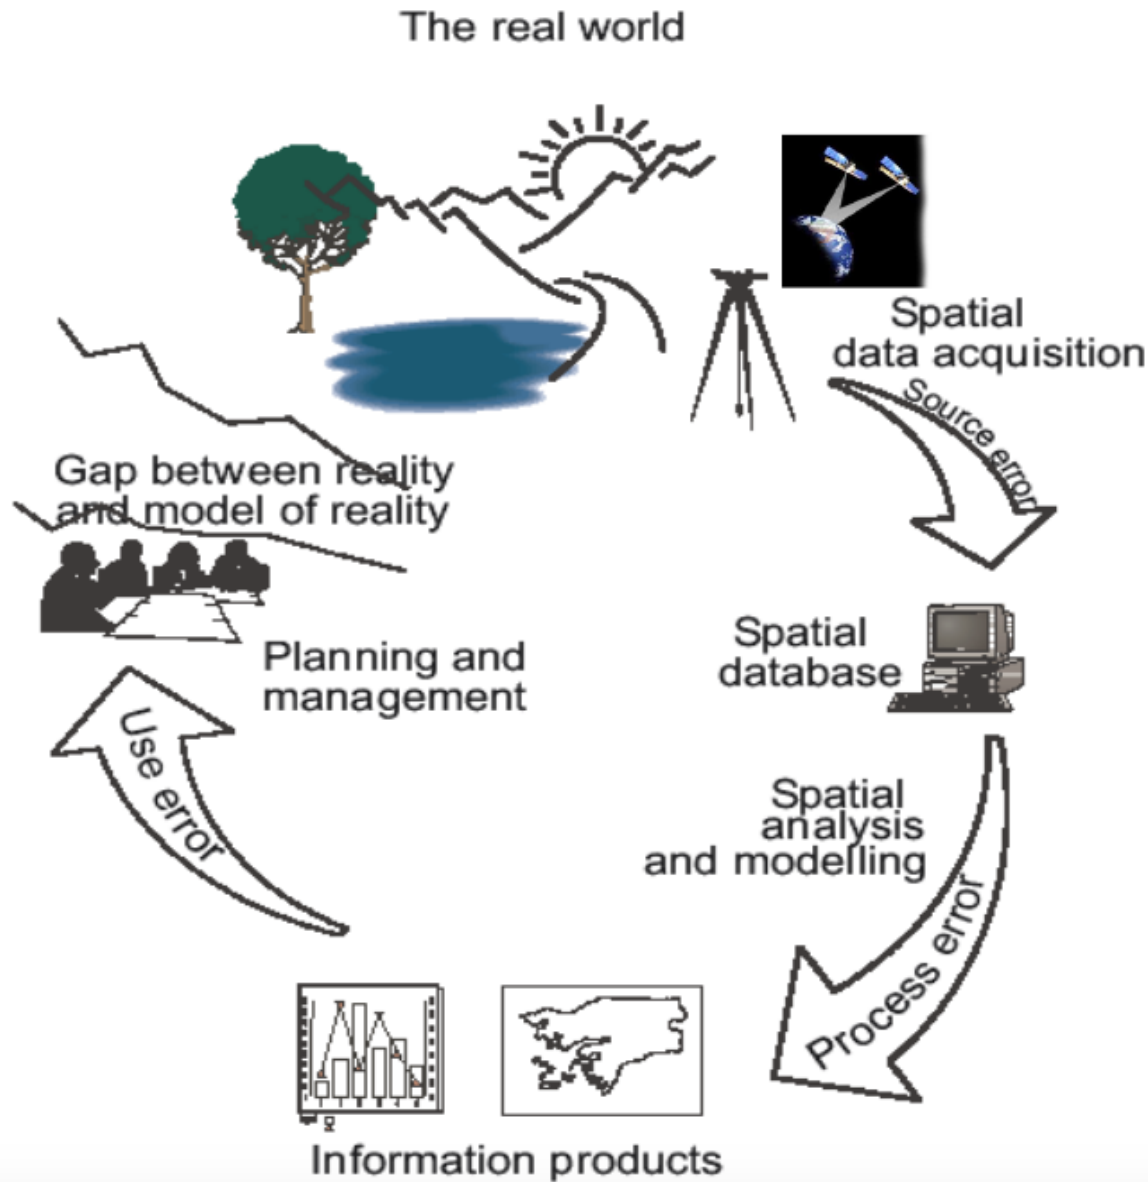 The real world
Spatial
data acquisition
Source error
Gap between reality
and model of reality
Spatial
database
Planning and
management
Use error
Spatial
analysis
and modelling
Process error
Information products